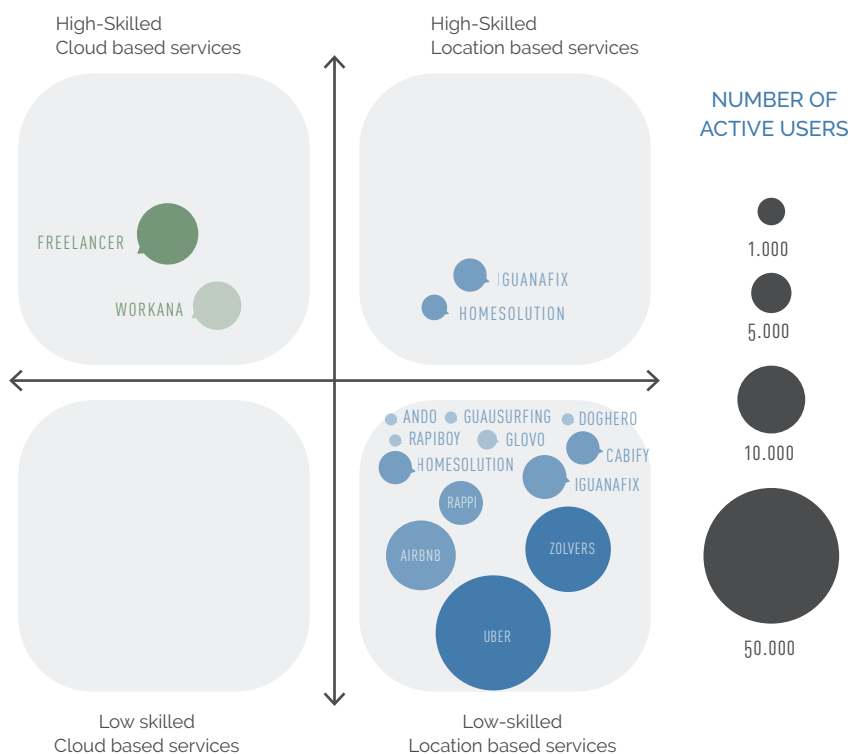 High-Skilled
Cloud based services
High-Skilled
Location based services
NUMBER OF
ACTIVE USERS
FREELANCER
WORKANA
IGUANAFIX
HOMESOLUTION
1.000
5.000
10.000
50.000
ANDO
GUAUSURFING
DOGHERO
RAPIBOY
GLOVO
CABIFY
HOMESOLUTION
IGUANAFIX
RAPPI
AIRBNB
ZOLVERS
UBER
Low skilled
Cloud based services
Low-skilled
Location based services